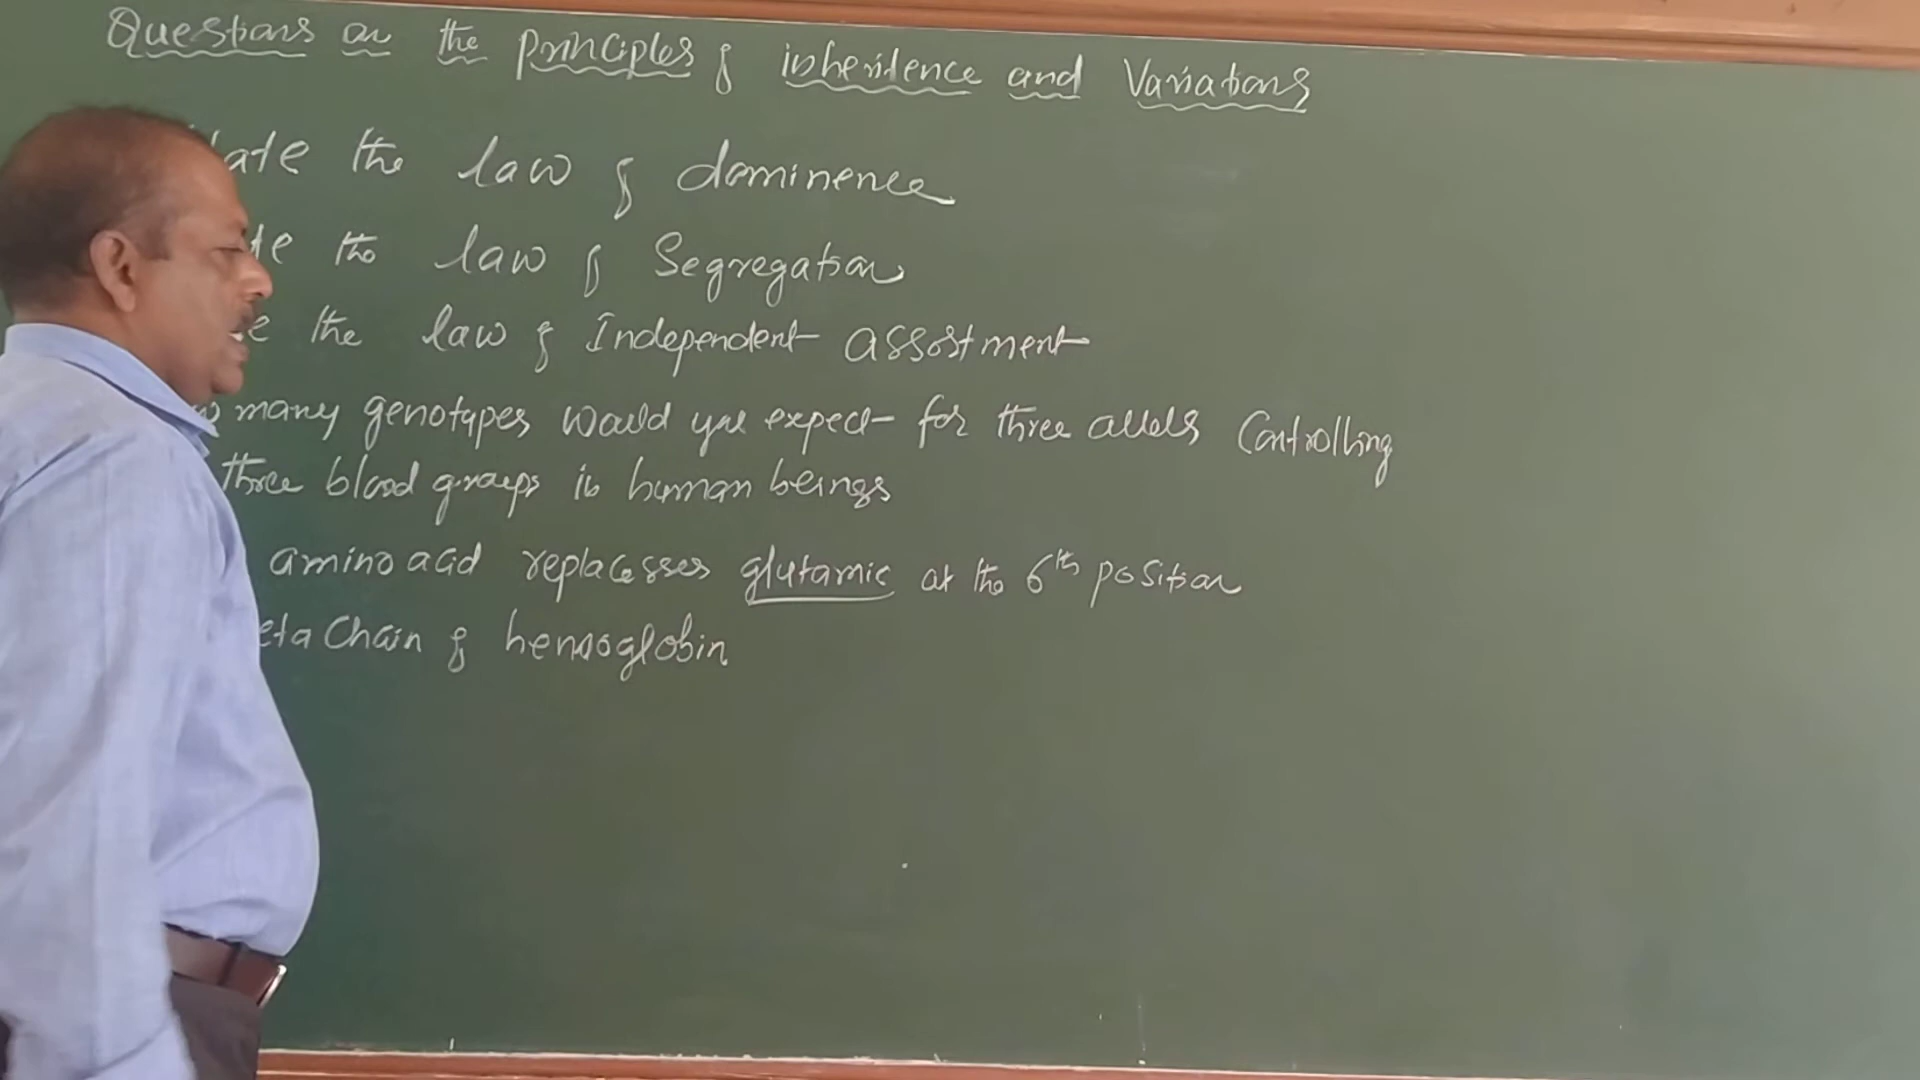 Questions on the principles of inheritence and Variations
ate the law of dominence
te the law of Segregation
e the law of Independent assortment
w many genotypes would you expect for three allels Controlling
three blood groups in human beings
amino acid replacesses glutamic at the 6th position
eta Chain of hemoglobin